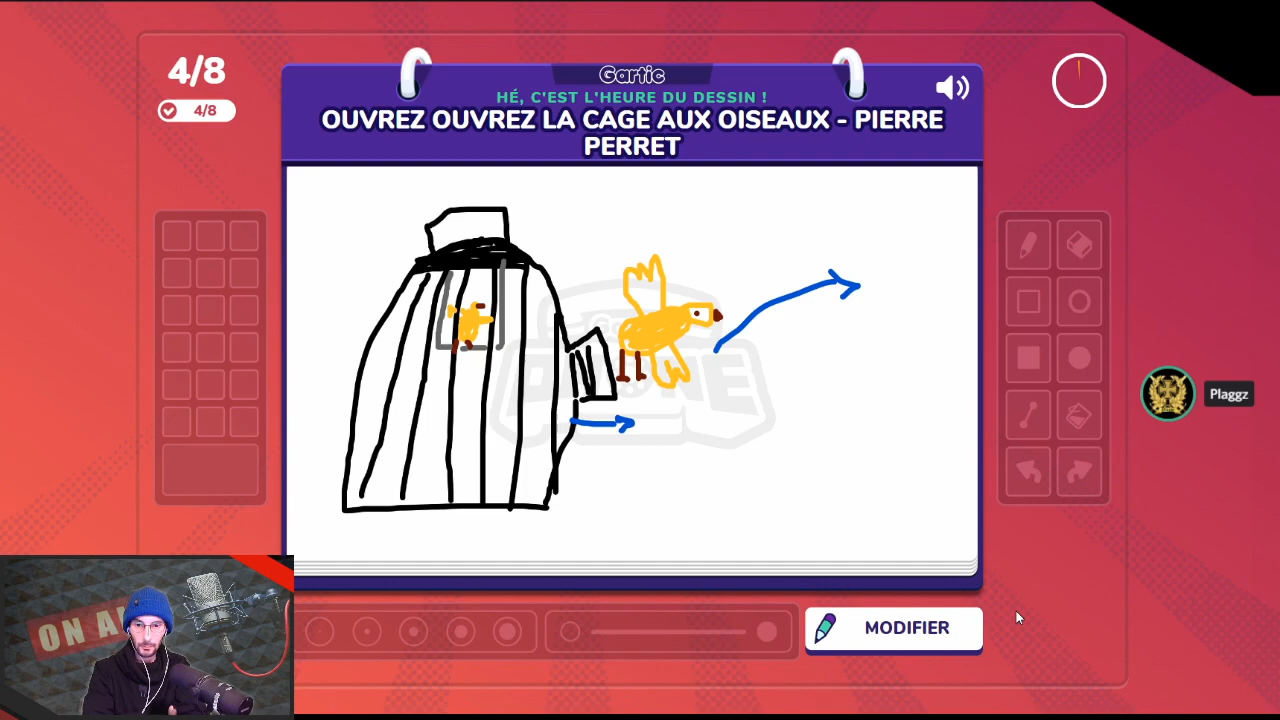 4/8
4/8
Gartic
HÉ, C'EST L'HEURE DU DESSIN !
OUVREZ OUVREZ LA CAGE AUX OISEAUX - PIERRE
PERRET
Plaggz
ON A
MODIFIER